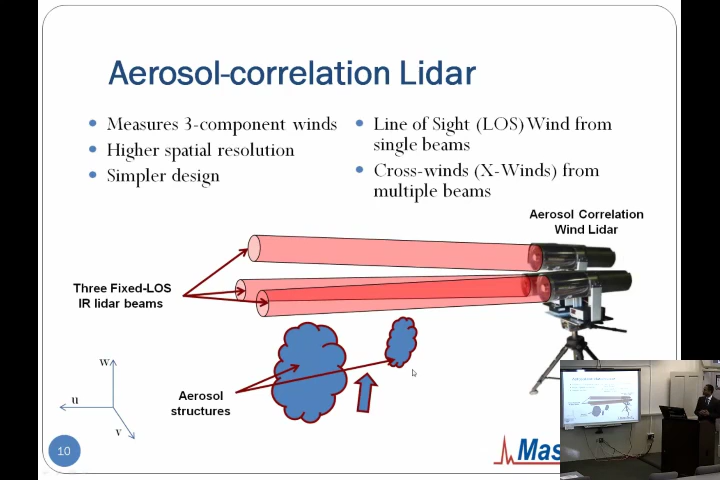 Aerosol-correlation Lidar
Measures 3-component winds
Higher spatial resolution
Simpler design
Line of Sight (LOS) Wind from
single beams
Cross-winds (X-Winds) from
multiple beams
Aerosol Correlation
Wind Lidar
Three Fixed-LOS
IR lidar beams
Aerosol
structures
w
u
v
10
Mas